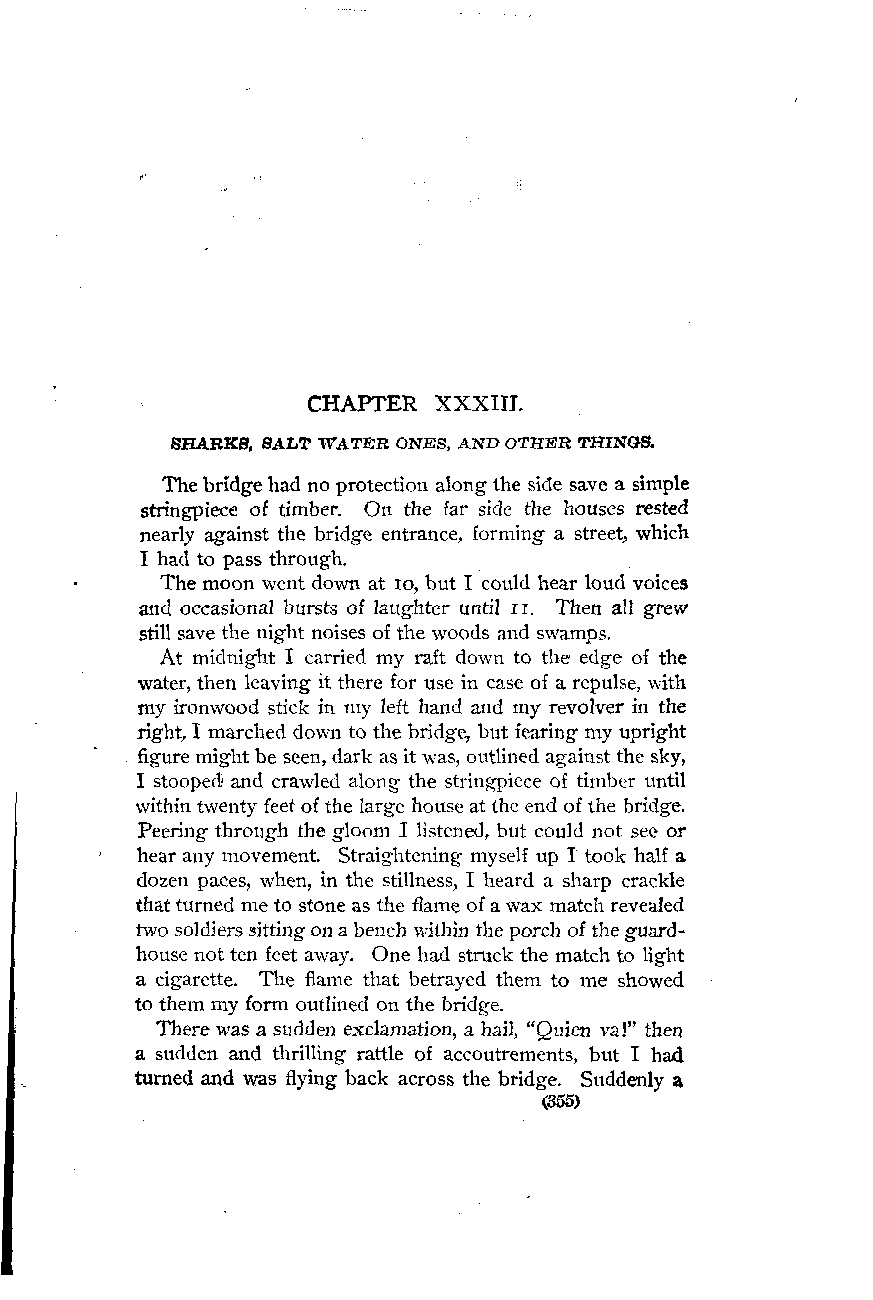 CHAPTER XXXIII.
SHARKS, SALT WATER ONES, AND OTHER THINGS.
The bridge had no protection along the side save a simple
stringpiece of timber. On the far side the houses rested
nearly against the bridge entrance, forming a street, which
I had to pass through.
The moon went down at 10, but I could hear loud voices
and occasional bursts of laughter until 11. Then all grew
still save the night noises of the woods and swamps.
At midnight I carried my raft down to the edge of the
water, then leaving it there for use in case of a repulse, with
my ironwood stick in my left hand and my revolver in the
right, I marched down to the bridge, but fearing my upright
figure might be seen, dark as it was, outlined against the sky,
I stooped and crawled along the stringpiece of timber until
within twenty feet of the large house at the end of the bridge.
Peering through the gloom I listened, but could not see or
hear any movement. Straightening myself up I took half a
dozen paces, when, in the stillness, I heard a sharp crackle
that turned me to stone as the flame of a wax match revealed
two soldiers sitting on a bench within the porch of the guard-
house not ten feet away. One had struck the match to light
a cigarette. The flame that betrayed them to me showed
to them my form outlined on the bridge.
There was a sudden exclamation, a hail, "Quien va!" then
a sudden and thrilling rattle of accoutrements, but I had
turned and was flying back across the bridge. Suddenly a
(355)